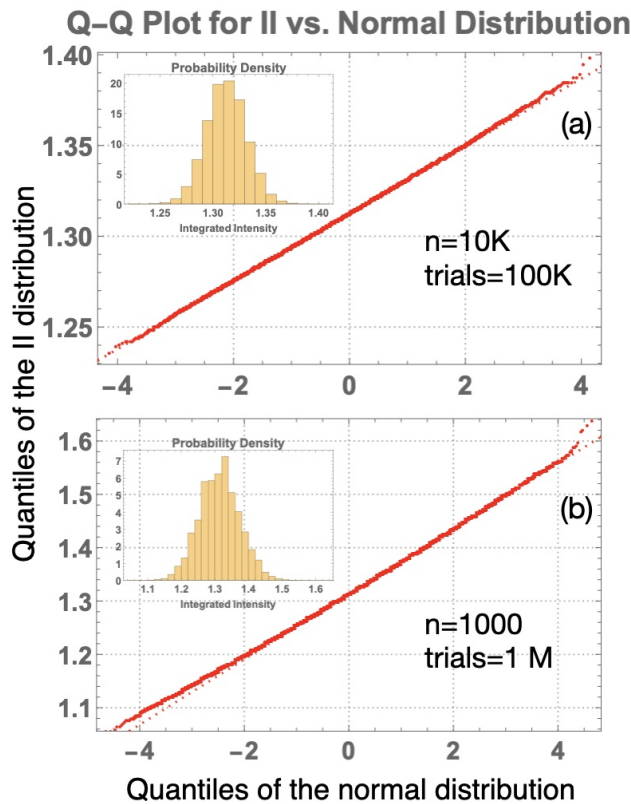 Q–Q Plot for II vs. Normal Distribution
Quantiles of the II distribution
1.40
1.35
1.30
1.25
Probability Density
20
15
10
5
0
1.25 1.30 1.35 1.40
Integrated Intensity
(a)
n=10K
trials=100K
−4 −2 0 2 4
1.6
1.5
1.4
1.3
1.2
1.1
Probability Density
7
6
5
4
3
2
1
0
1.1 1.2 1.3 1.4 1.5 1.6
Integrated Intensity
(b)
n=1000
trials=1 M
−4 −2 0 2 4
Quantiles of the normal distribution